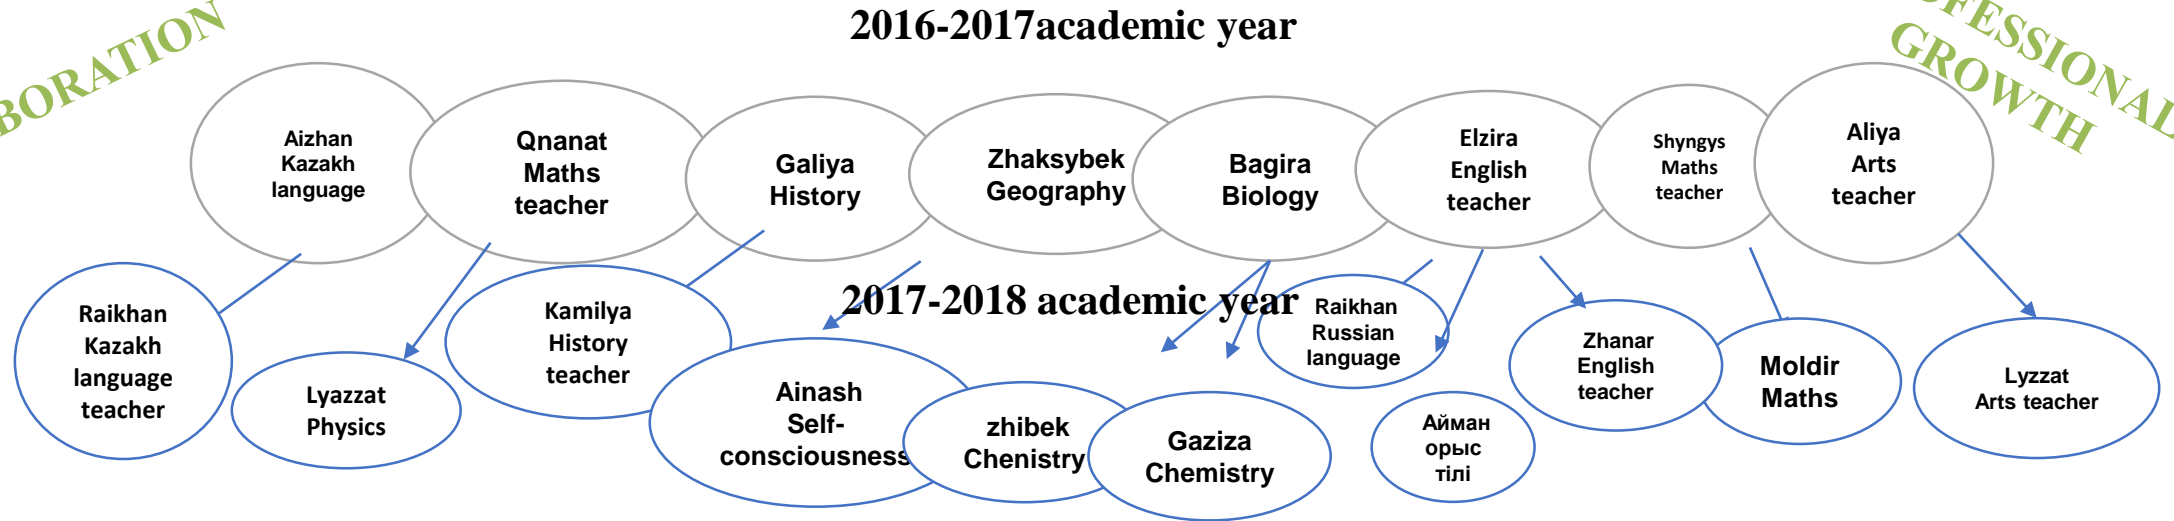 2016-2017academic year
BORATION
OFESSIONAL
GROWTH
Aizhan
Kazakh
language
Qnanat
Maths
teacher
Galiya
History
Zhaksybek
Geography
Bagira
Biology
Elzira
English
teacher
Shyngys
Maths
teacher
Aliya
Arts
teacher
2017-2018 academic year
Raikhan
Kazakh
language
teacher
Lyazzat
Physics
Kamilya
History
teacher
Ainash
Self-
consciousness
zhibek
Chenistry
Gaziza
Chemistry
Raikhan
Russian
language
Айман
орыс
тілі
Zhanar
English
teacher
Moldir
Maths
Lyzzat
Arts teacher